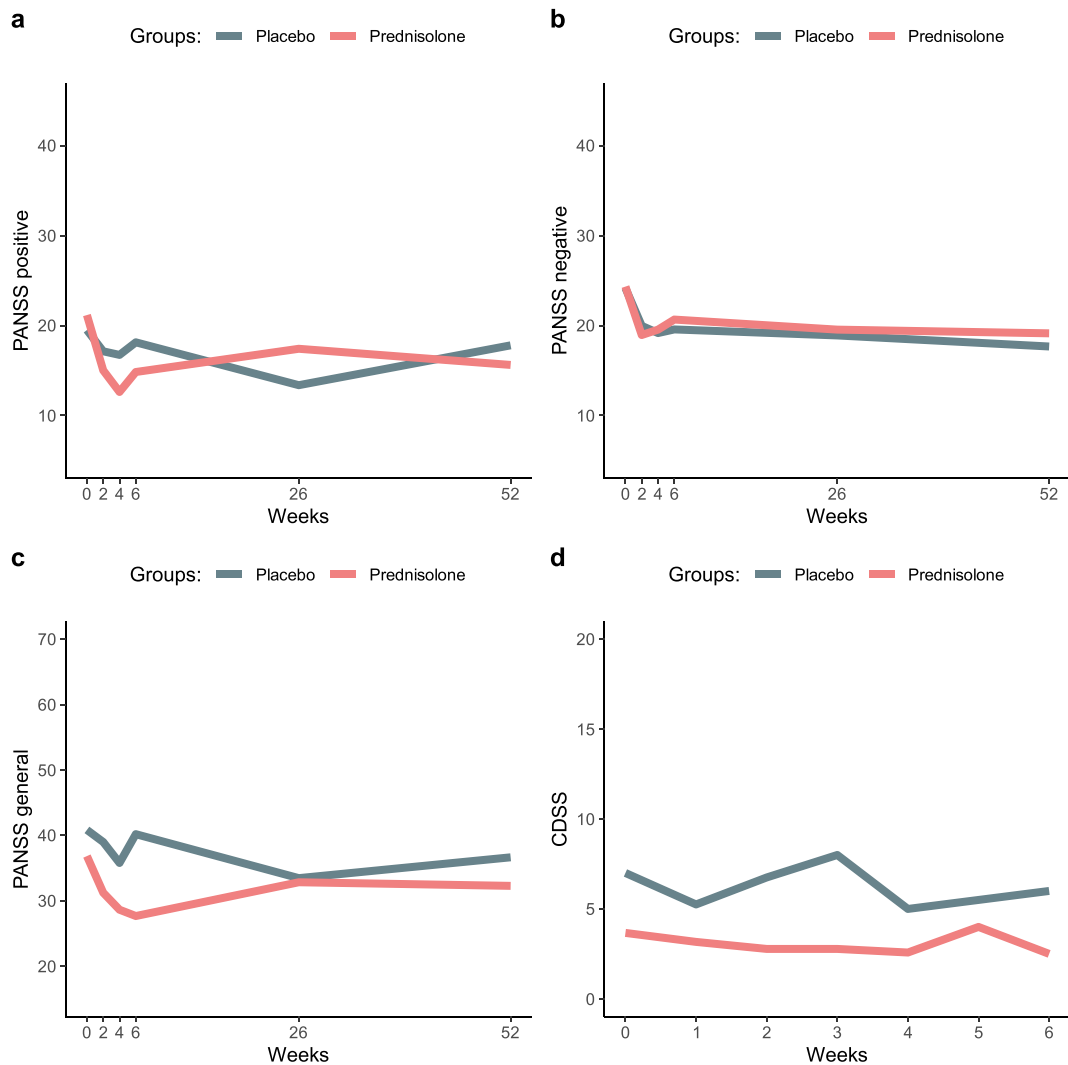 a
Groups: Placebo Prednisolone
PANSS positive
40
30
20
10
0 2 4 6 26 52
Weeks
b
Groups: Placebo Prednisolone
PANSS negative
40
30
20
10
0 2 4 6 26 52
Weeks
c
Groups: Placebo Prednisolone
PANSS general
70
60
50
40
30
20
0 2 4 6 26 52
Weeks
d
Groups: Placebo Prednisolone
CDSS
20
15
10
5
0
0 1 2 3 4 5 6
Weeks